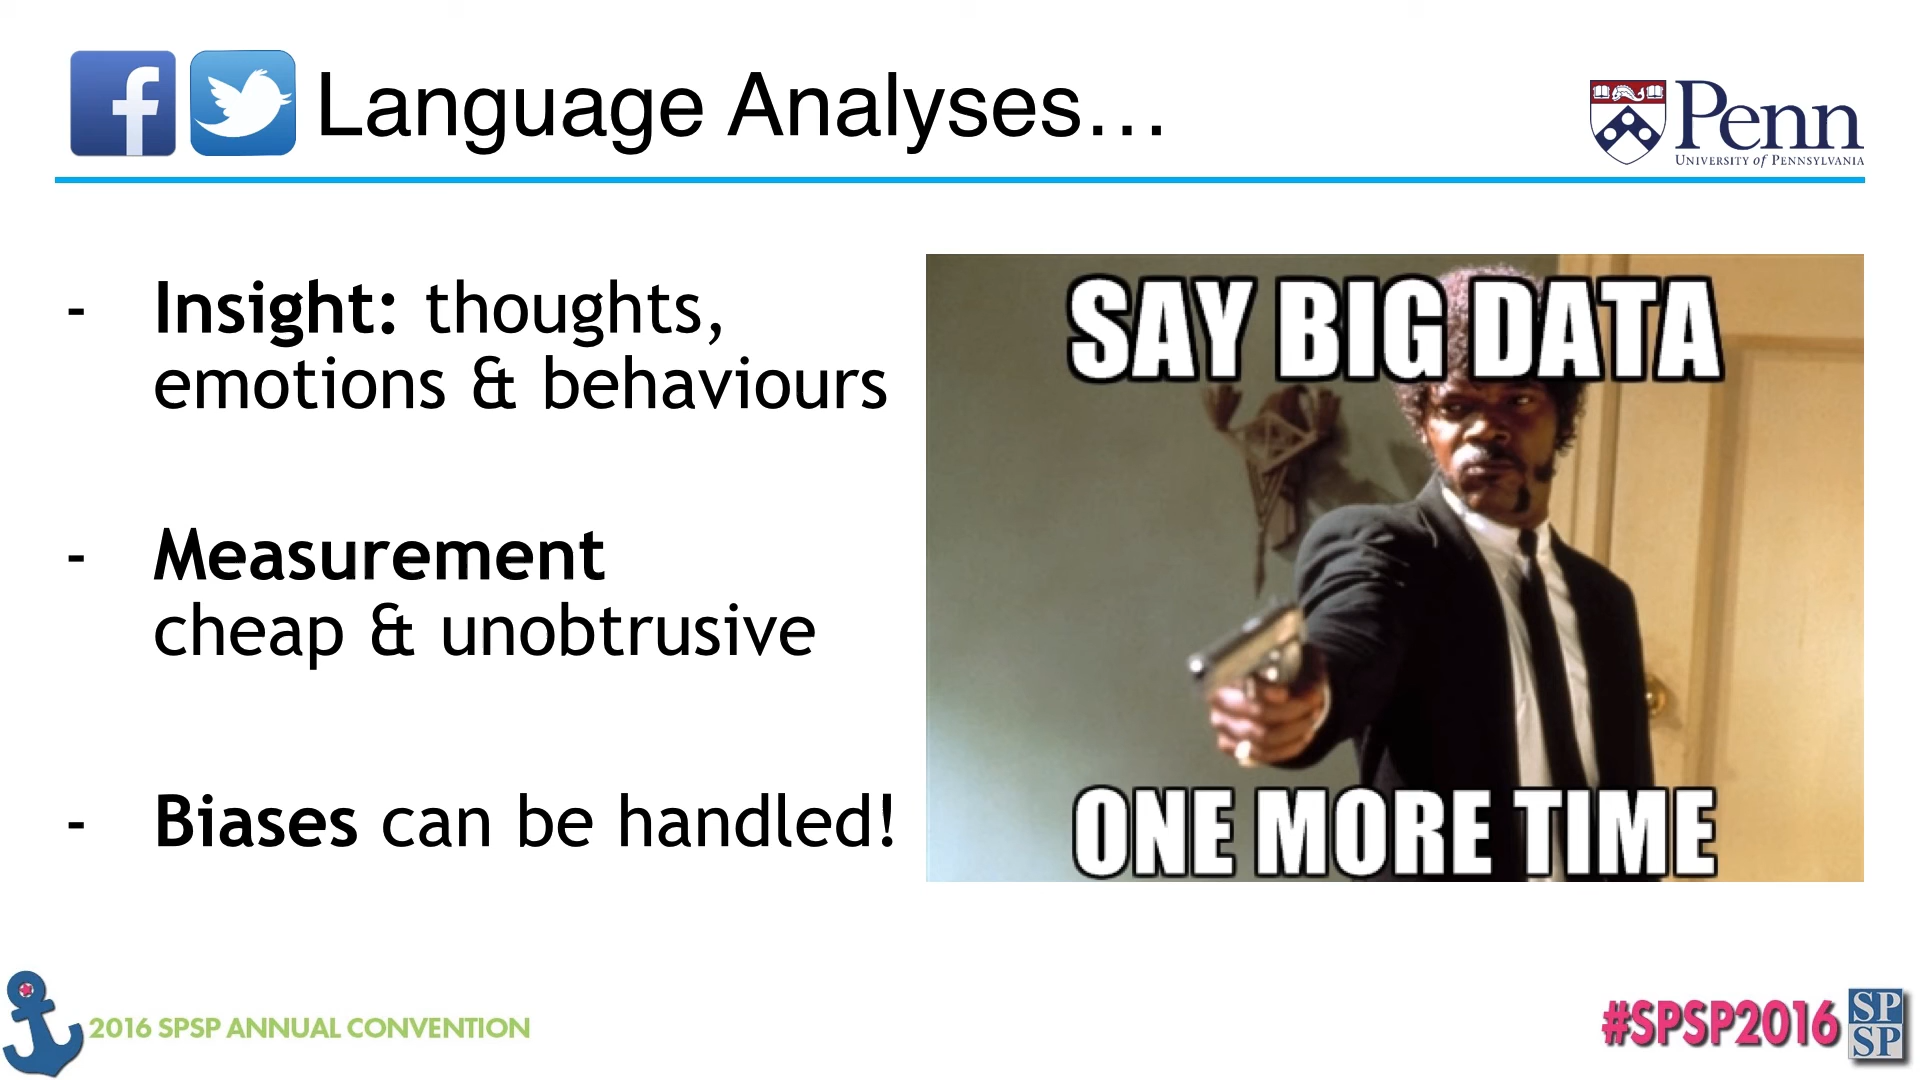 f Language Analyses…
Penn
UNIVERSITY of PENNSYLVANIA
- Insight: thoughts,
emotions & behaviours
- Measurement
cheap & unobtrusive
- Biases can be handled!
SAY BIG DATA
ONE MORE TIME
2016 SPSP ANNUAL CONVENTION
#SPSP2016
SP
SP